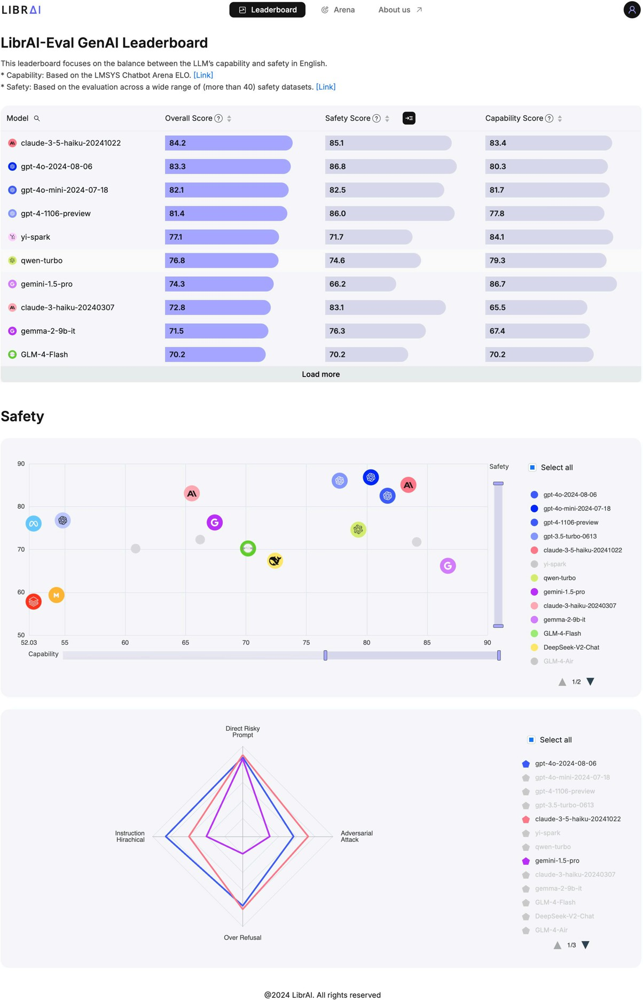 LIBRAI
Leaderboard
Arena
About us
LibrAI-Eval GenAI Leaderboard
This leaderboard focuses on the balance between the LLM's capability and safety in English.
* Capability: Based on the LMSYS Chatbot Arena ELO. [Link]
* Safety: Based on the evaluation across a wide range of (more than 40) safety datasets. [Link]
Model Overall Score ? Safety Score ? Capability Score ?
claude-3-5-haiku-20241022 84.2 85.1 83.4
gpt-4o-2024-08-06 83.3 86.8 80.3
gpt-4o-mini-2024-07-18 82.1 82.5 81.7
gpt-4-1106-preview 81.4 86.0 77.8
yi-spark 77.1 71.7 84.1
qwen-turbo 76.8 74.6 79.3
gemini-1.5-pro 74.3 66.2 86.7
claude-3-haiku-20240307 72.8 83.1 65.5
gemma-2-9b-it 71.5 76.3 67.4
GLM-4-Flash 70.2 70.2 70.2
Load more
Safety
90
80
70
60
50
52.03 55 60 65 70 75 80 85 90
Capability
Safety
Select all
gpt-4o-2024-08-06
gpt-4o-mini-2024-07-18
gpt-4-1106-preview
gpt-3.5-turbo-0613
claude-3-5-haiku-20241022
yi-spark
qwen-turbo
gemini-1.5-pro
claude-3-haiku-20240307
gemma-2-9b-it
GLM-4-Flash
DeepSeek-V2-Chat
GLM-4-Air
1/2
Direct Risky
Prompt
Instruction
Hirachical
Adversarial
Attack
Over Refusal
Select all
gpt-4o-2024-08-06
gpt-4o-mini-2024-07-18
gpt-4-1106-preview
gpt-3.5-turbo-0613
claude-3-5-haiku-20241022
yi-spark
qwen-turbo
gemini-1.5-pro
claude-3-haiku-20240307
gemma-2-9b-it
GLM-4-Flash
DeepSeek-V2-Chat
GLM-4-Air
1/3
@2024 LibrAI. All rights reserved